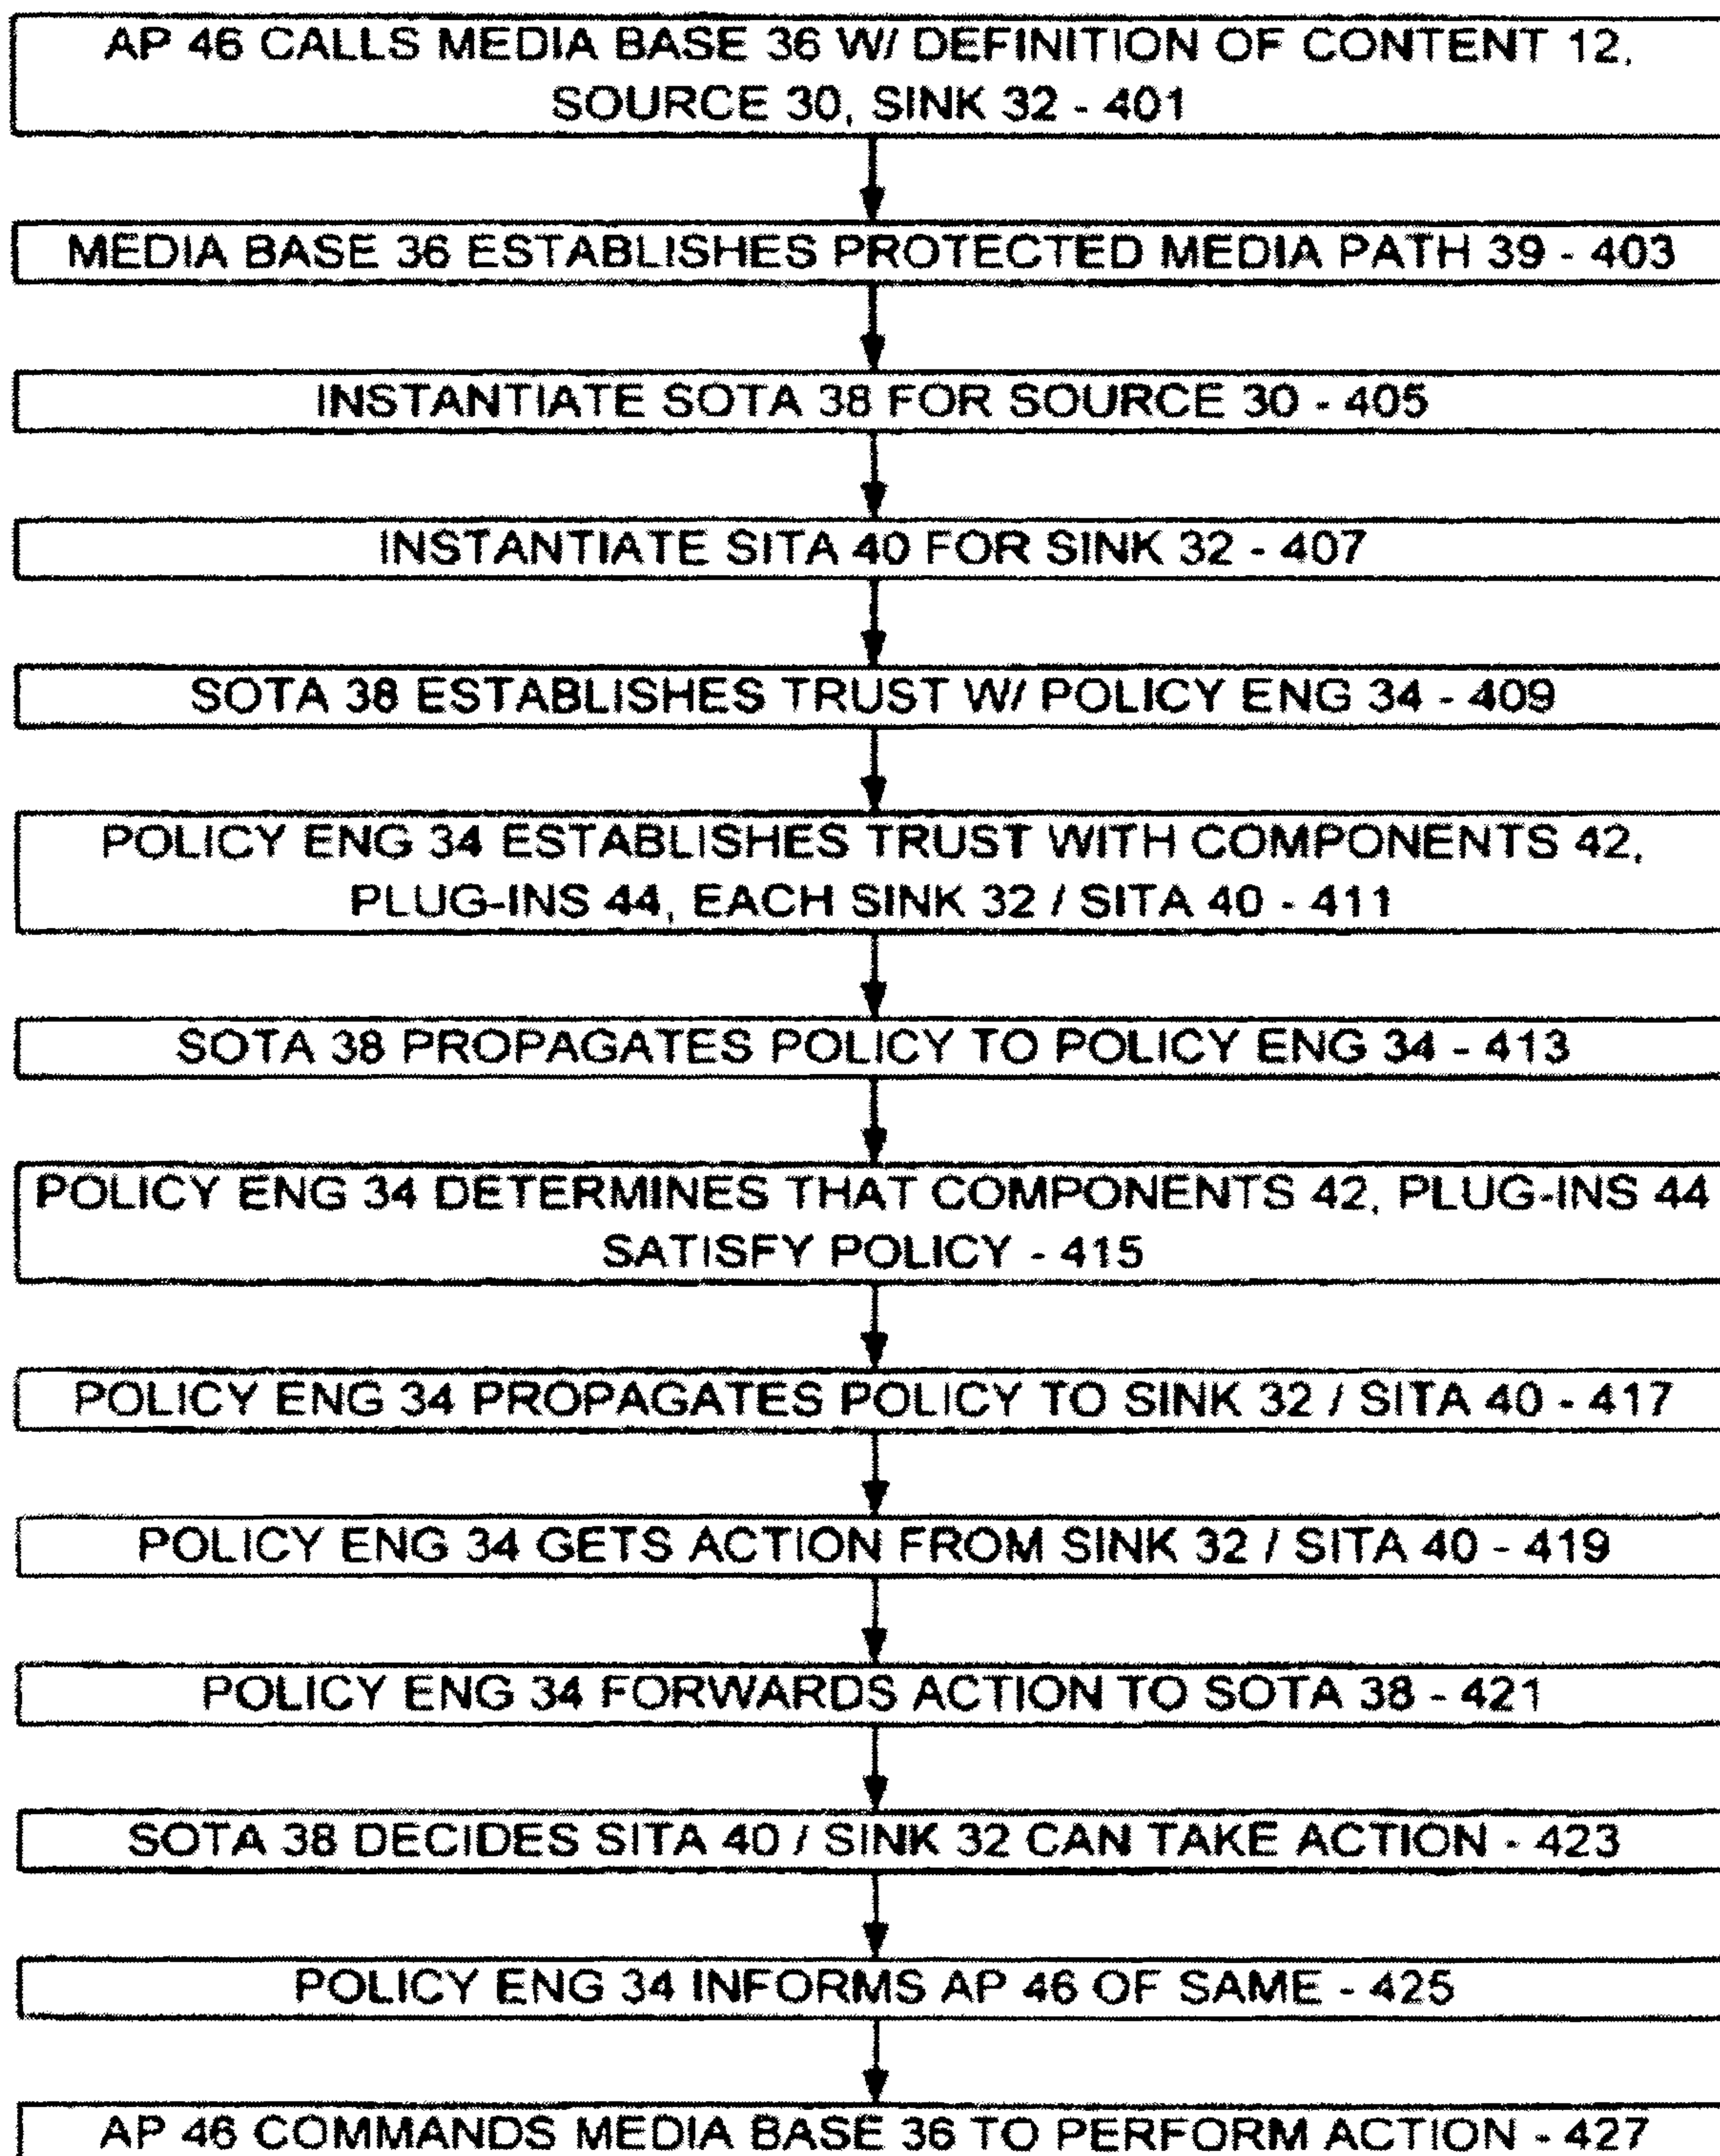 AP 46 CALLS MEDIA BASE 36 W/ DEFINITION OF CONTENT 12,
SOURCE 30, SINK 32 - 401
MEDIA BASE 36 ESTABLISHES PROTECTED MEDIA PATH 39 - 403
INSTANTIATE SOTA 38 FOR SOURCE 30 - 405
INSTANTIATE SITA 40 FOR SINK 32 - 407
SOTA 38 ESTABLISHES TRUST W/ POLICY ENG 34 - 409
POLICY ENG 34 ESTABLISHES TRUST WITH COMPONENTS 42,
PLUG-INS 44, EACH SINK 32 / SITA 40 - 411
SOTA 38 PROPAGATES POLICY TO POLICY ENG 34 - 413
POLICY ENG 34 DETERMINES THAT COMPONENTS 42, PLUG-INS 44
SATISFY POLICY - 415
POLICY ENG 34 PROPAGATES POLICY TO SINK 32 / SITA 40 - 417
POLICY ENG 34 GETS ACTION FROM SINK 32 / SITA 40 - 419
POLICY ENG 34 FORWARDS ACTION TO SOTA 38 - 421
SOTA 38 DECIDES SITA 40 / SINK 32 CAN TAKE ACTION - 423
POLICY ENG 34 INFORMS AP 46 OF SAME - 425
AP 46 COMMANDS MEDIA BASE 36 TO PERFORM ACTION - 427